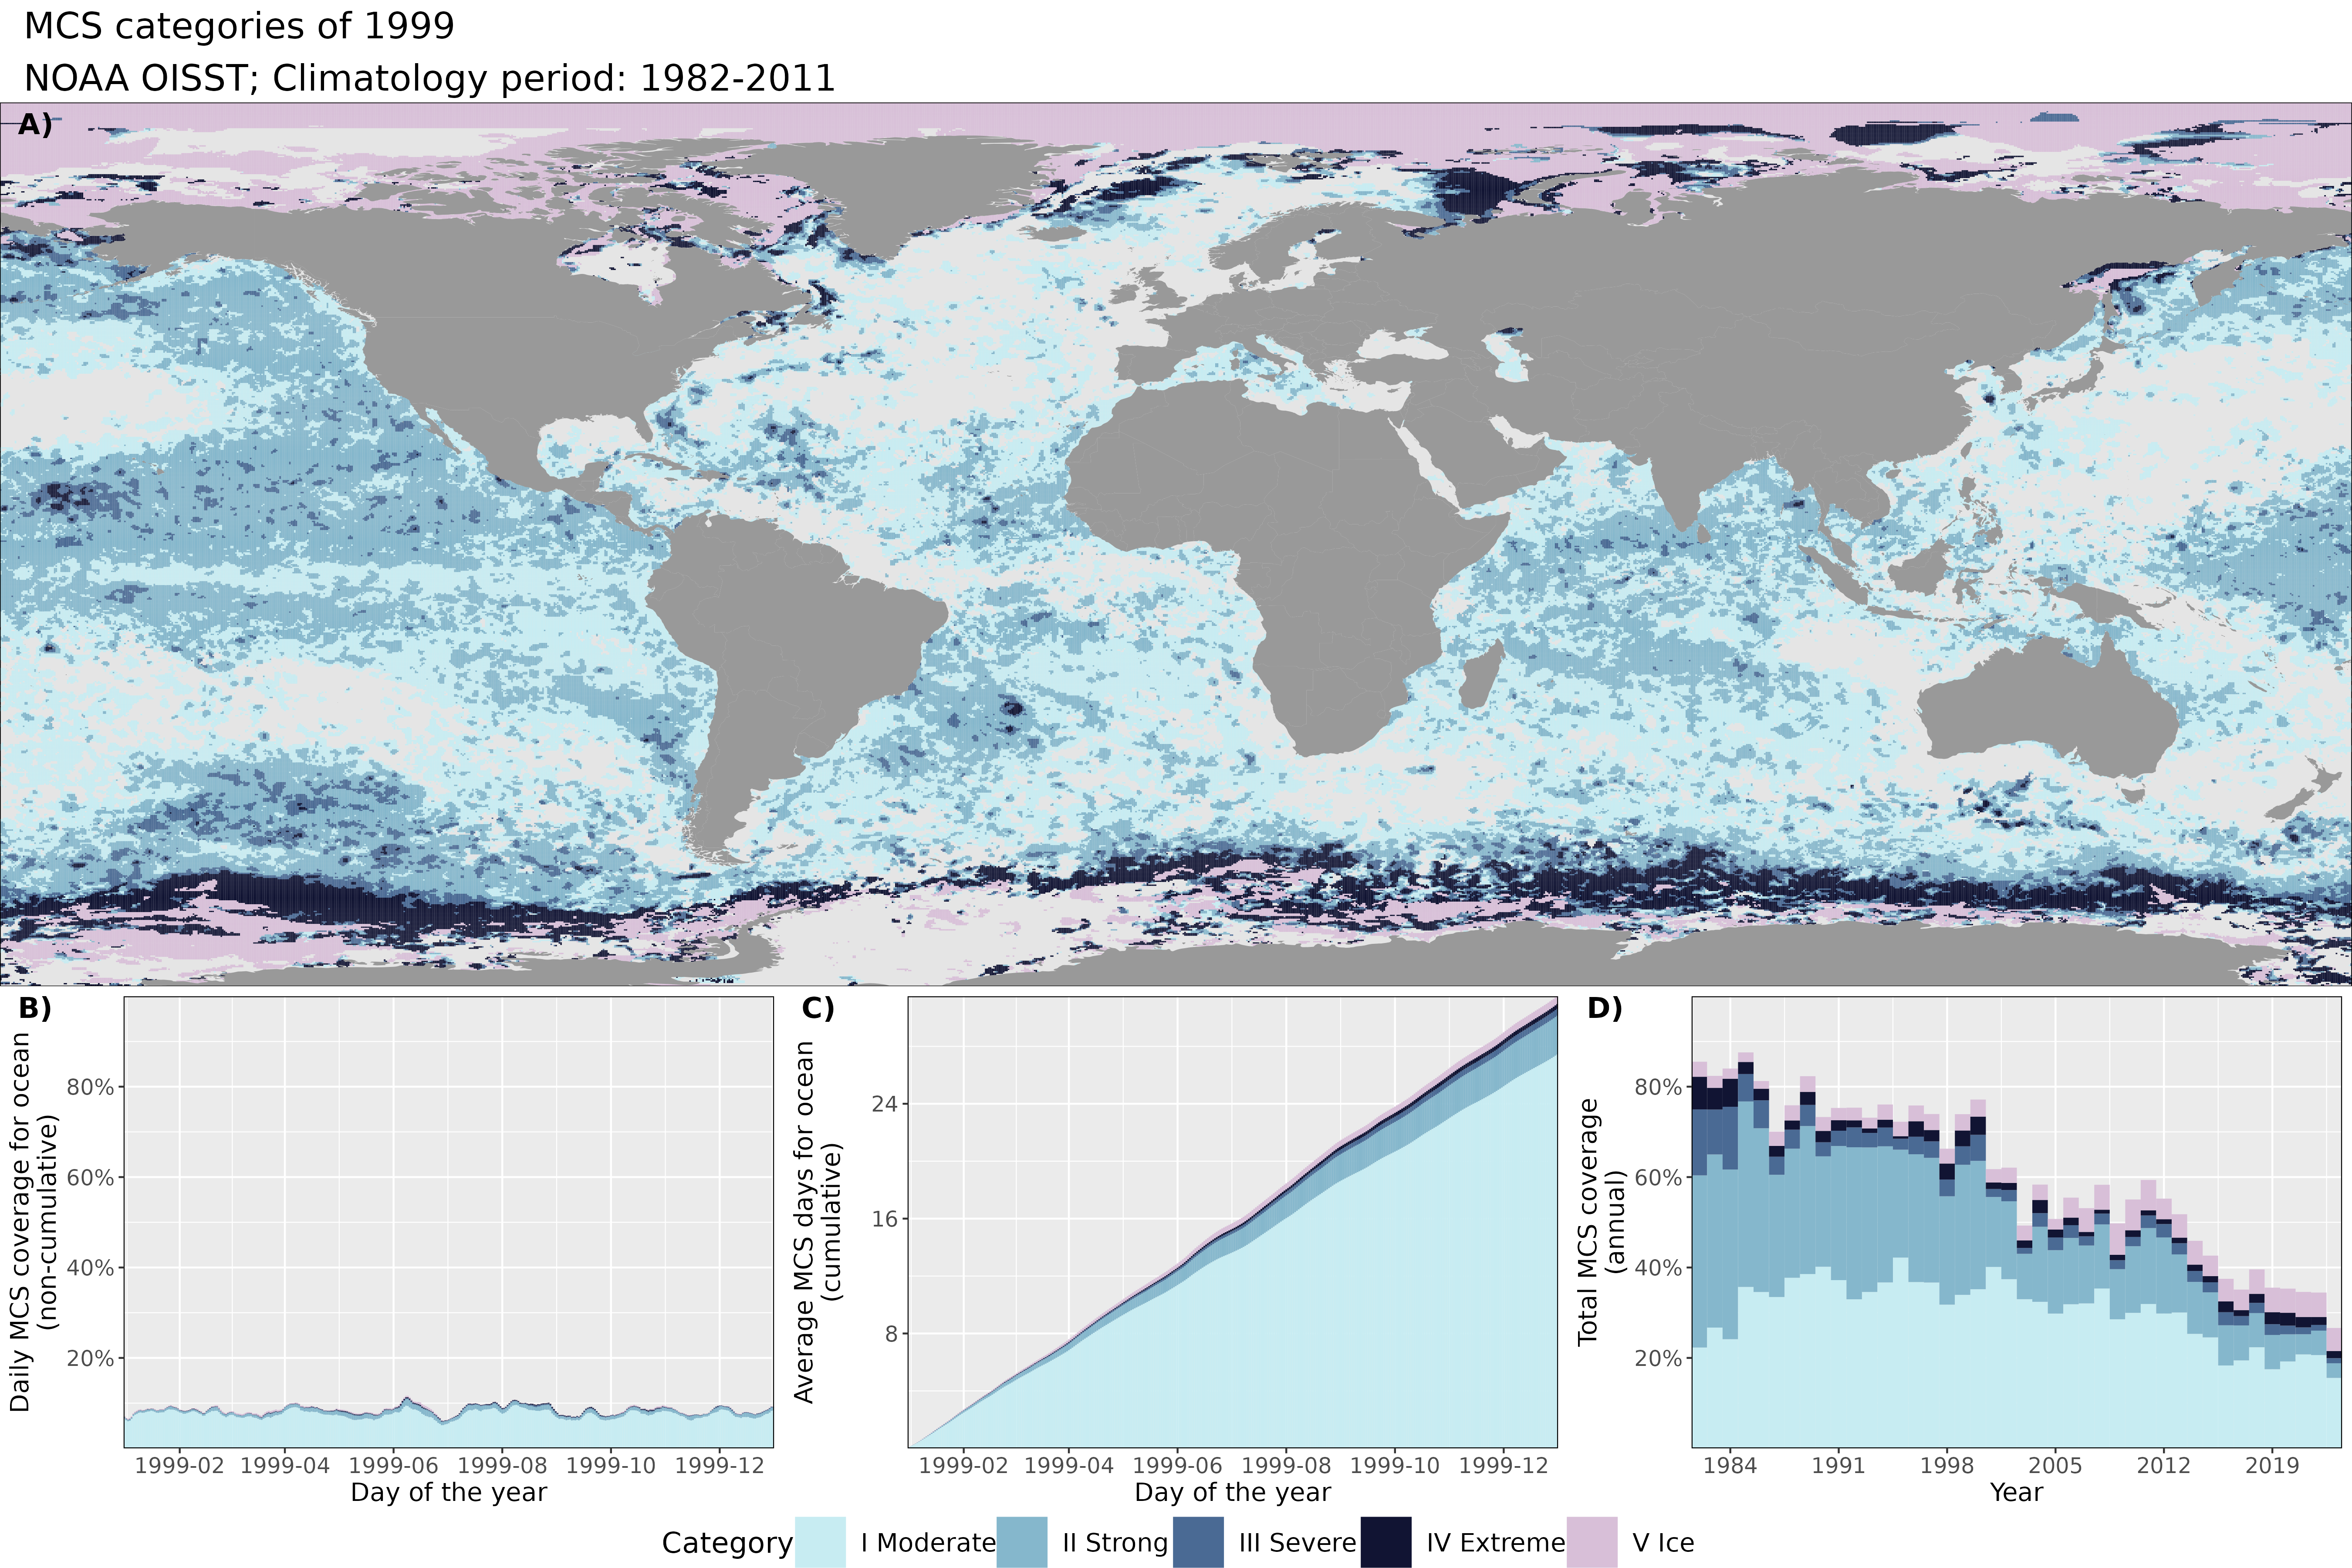 MCS categories of 1999
NOAA OISST; Climatology period: 1982-2011
A)
B)
Daily MCS coverage for ocean
(non-cumulative)
80%
60%
40%
20%
1999-02 1999-04 1999-06 1999-08 1999-10 1999-12
Day of the year
C)
Average MCS days for ocean
(cumulative)
24
16
8
1999-02 1999-04 1999-06 1999-08 1999-10 1999-12
Day of the year
D)
Total MCS coverage
(annual)
80%
60%
40%
20%
1984 1991 1998 2005 2012 2019
Year
Category I Moderate II Strong III Severe IV Extreme V Ice